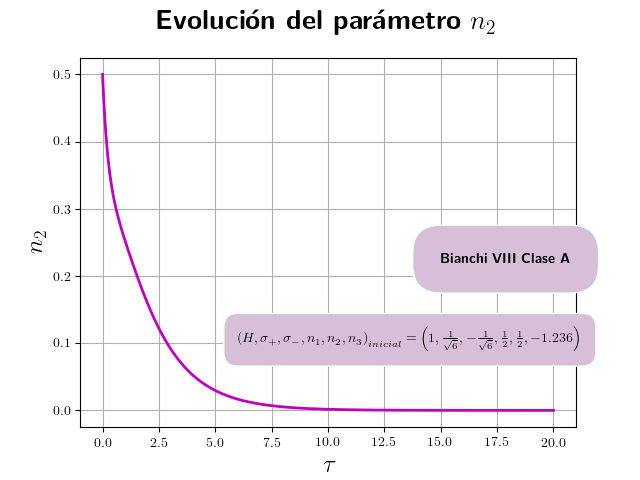 Evolución del parámetro n₂
0.5
0.4
0.3
0.2
0.1
0.0
n₂
Bianchi VIII Clase A
(H, σ₊, σ₋, n₁, n₂, n₃)ᵢₙᵢcᵢₐₗ = (1, 1/√6, −1/√6, 1/2, 1/2, −1.236)
0.0 2.5 5.0 7.5 10.0 12.5 15.0 17.5 20.0
τ